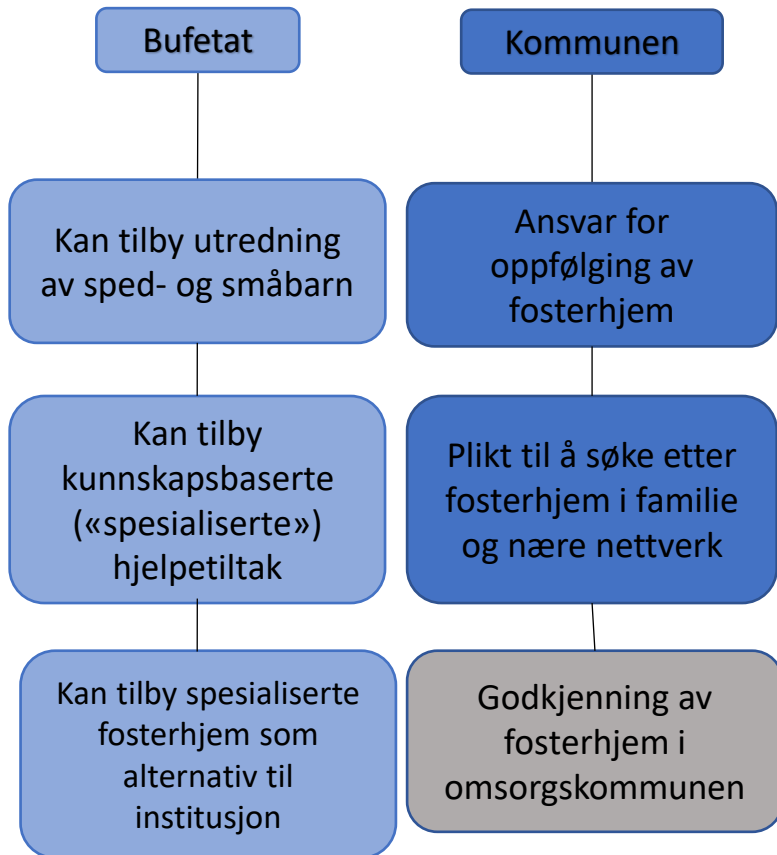 Bufetat
Kan tilby utredning
av sped- og småbarn
Kan tilby
kunnskapsbaserte
(«spesialiserte»)
hjelpetiltak
Kan tilby spesialiserte
fosterhjem som
alternativ til
institusjon
Kommunen
Ansvar for
oppfølging av
fosterhjem
Plikt til å søke etter
fosterhjem i familie
og nære nettverk
Godkjenning av
fosterhjem i
omsorgskommunen